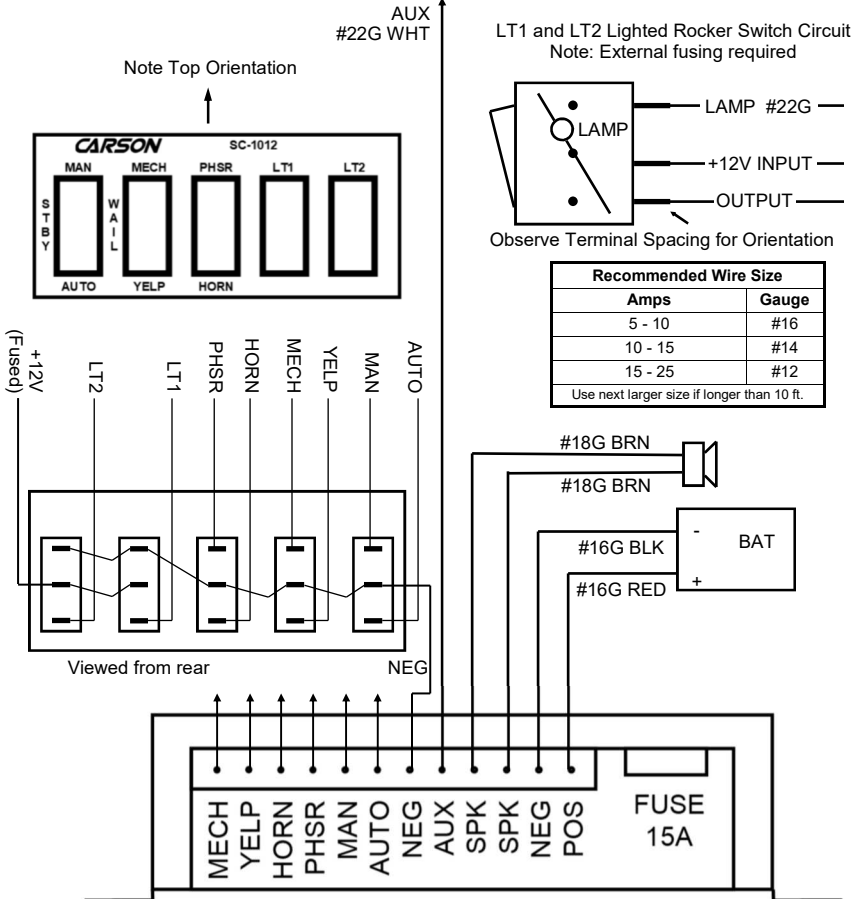 AUX
#22G WHT
LT1 and LT2 Lighted Rocker Switch Circuit
Note: External fusing required
Note Top Orientation
CARSON SC-1012
MAN MECH PHSR LT1 LT2
STBY
WAIL
AUTO YELP HORN
LAMP
LAMP #22G
+12V INPUT
OUTPUT
Observe Terminal Spacing for Orientation
Recommended Wire Size
Amps Gauge
5 - 10 #16
10 - 15 #14
15 - 25 #12
Use next larger size if longer than 10 ft.
+12V
(Fused)
LT2
LT1
PHSR
HORN
MECH
YELP
MAN
AUTO
#18G BRN
#18G BRN
#16G BLK
#16G RED
- BAT
+
Viewed from rear
NEG
MECH
YELP
HORN
PHSR
MAN
AUTO
NEG
AUX
SPK
SPK
NEG
POS
FUSE
15A